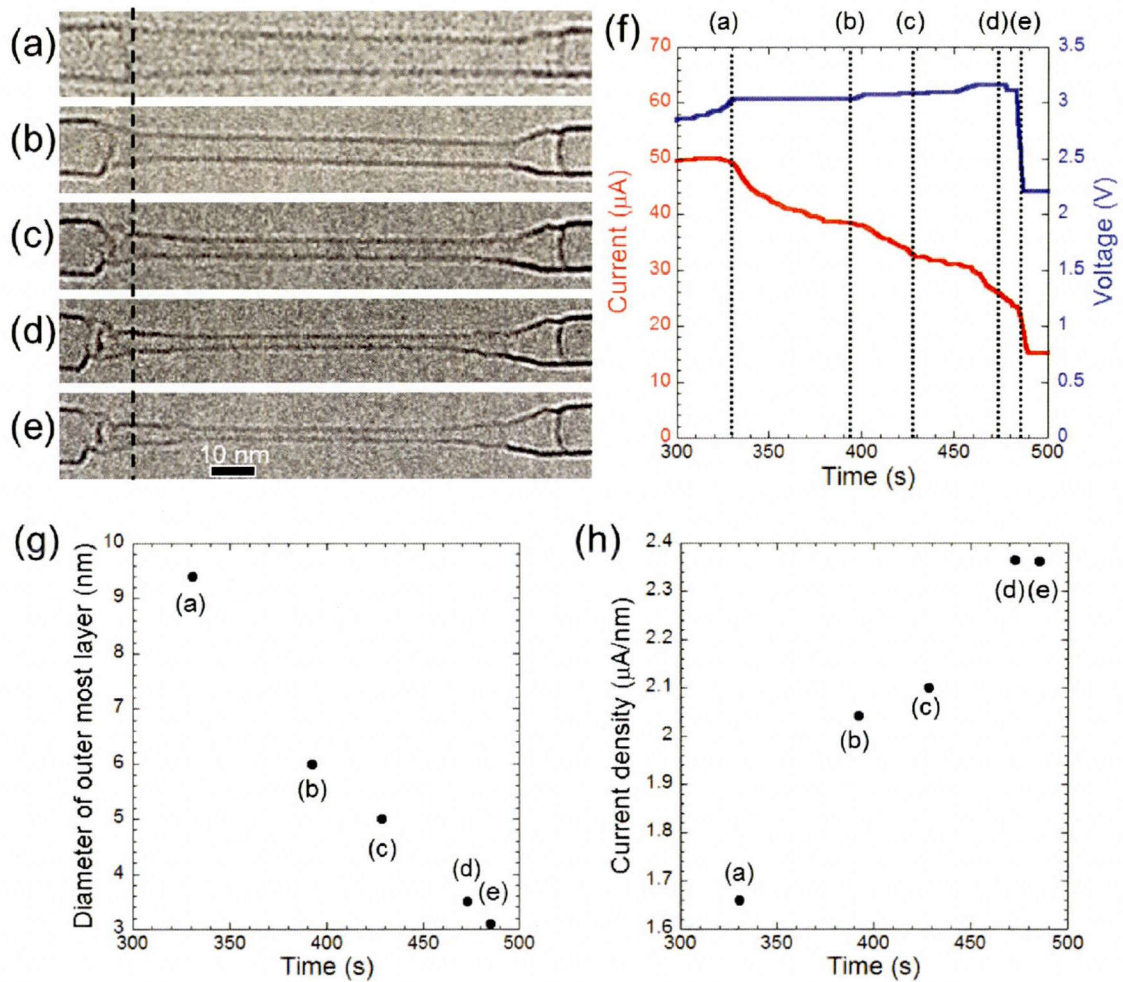 (a)
(b)
(c)
(d)
(e)
10 nm
(f)
(a) (b) (c) (d) (e)
70
60
50
40
30
20
10
0
Current (μA)
3.5
3
2.5
2
1.5
1
0.5
0
Voltage (V)
300 350 400 450 500
Time (s)
(g)
10
9
8
7
6
5
4
3
Diameter of outer most layer (nm)
(a)
(b)
(c)
(d)
(e)
300 350 400 450 500
Time (s)
(h)
2.4
2.3
2.2
2.1
2
1.9
1.8
1.7
1.6
Current density (μA/nm)
(d) (e)
(c)
(b)
(a)
300 350 400 450 500
Time (s)